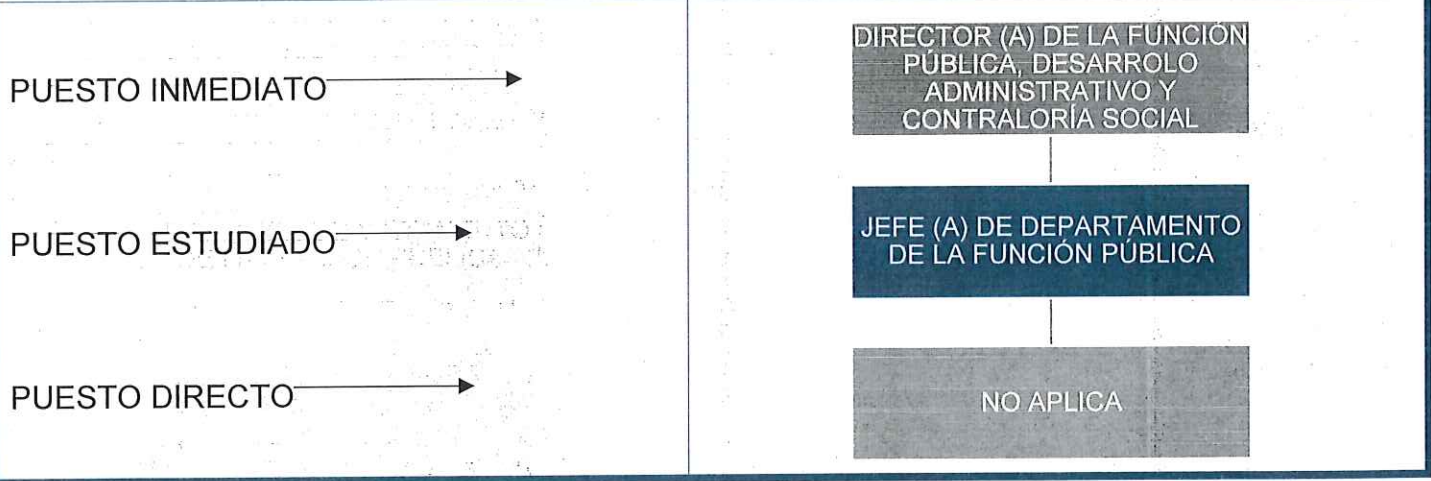 PUESTO INMEDIATO
DIRECTOR (A) DE LA FUNCIÓN
PÚBLICA, DESARROLO
ADMINISTRATIVO Y
CONTRALORÍA SOCIAL
PUESTO ESTUDIADO
JEFE (A) DE DEPARTAMENTO
DE LA FUNCIÓN PÚBLICA
PUESTO DIRECTO
NO APLICA